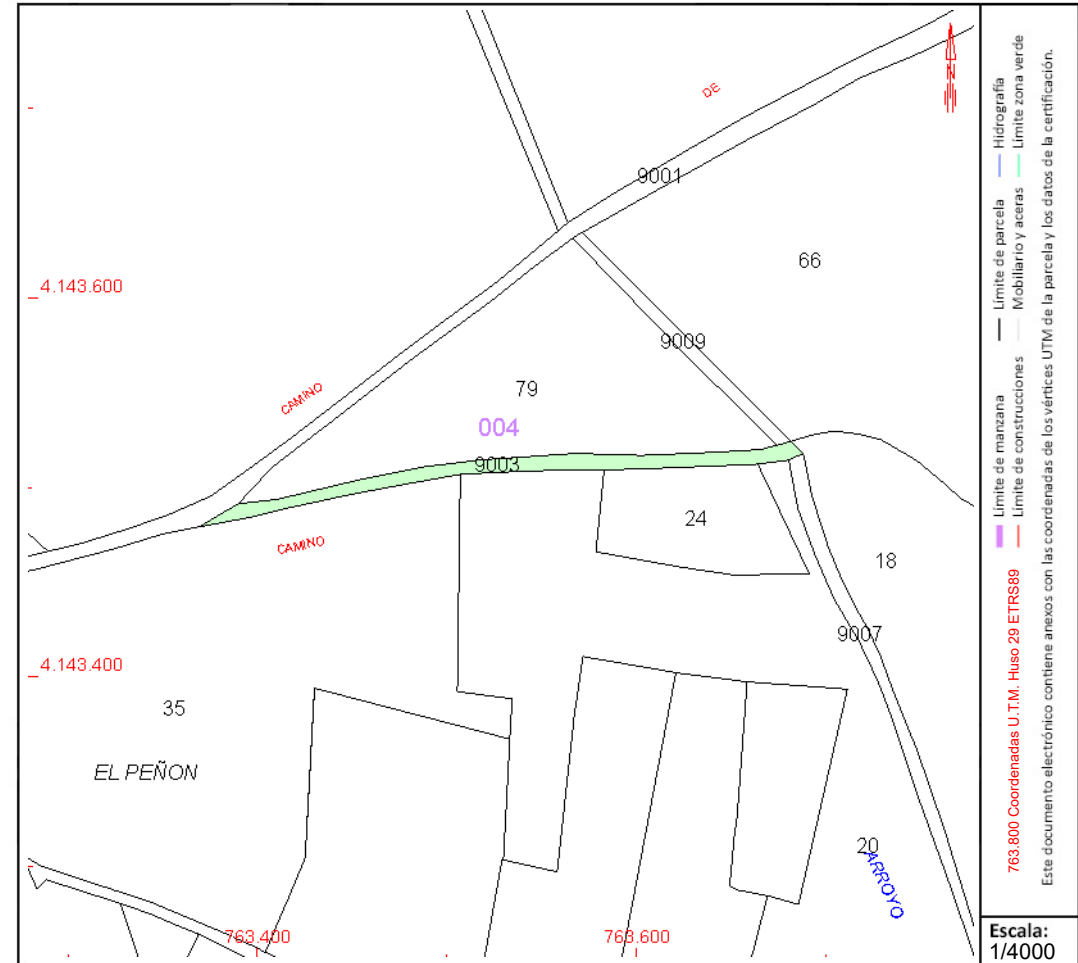 DE
N
9001
66
4.143.600
9009
79
CAMINO
004
9003
24
CAMINO
18
9007
4.143.400
35
EL PEÑON
20
ARROYO
763.400
763.600
Límite de manzana
Límite de parcela
Hidrografía
763.800 Coordenadas U.T.M. Huso 29 ETRS89
Límite de construcciones
Mobiliario y aceras
Límite zona verde
Este documento electrónico contiene anexos con las coordenadas de los vértices UTM de la parcela y los datos de la certificación.
Escala:
1/4000